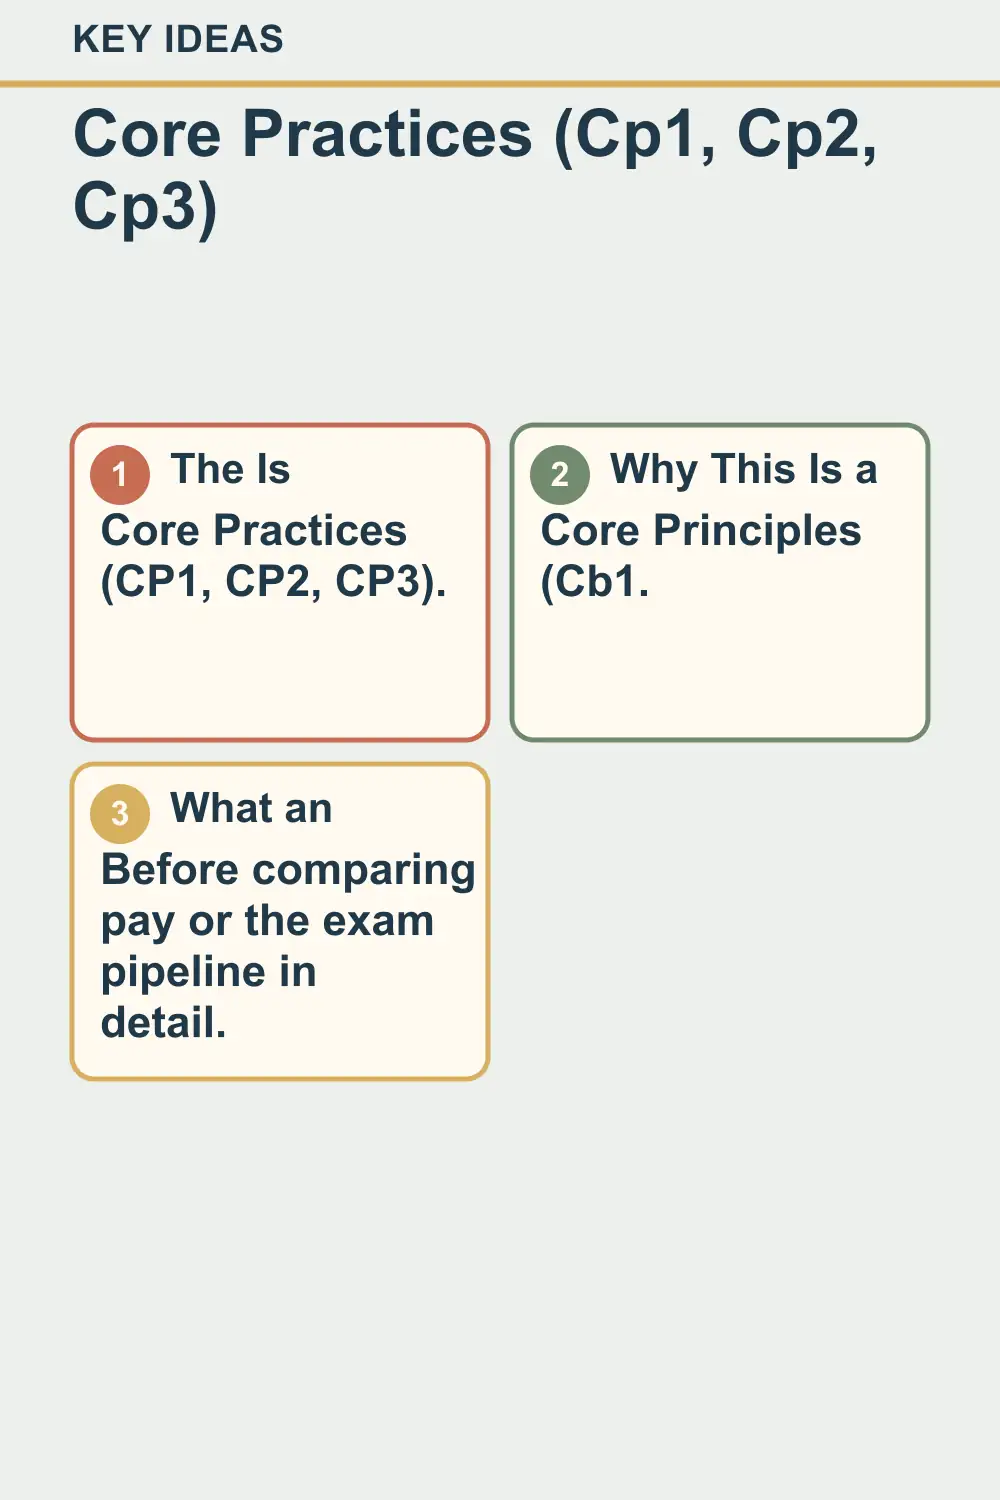 KEY IDEAS
Core Practices (Cp1, Cp2,
Cp3)
1 The Is
Core Practices
(CP1, CP2, CP3).
2 Why This Is a
Core Principles
(Cb1.
3 What an
Before comparing
pay or the exam
pipeline in
detail.